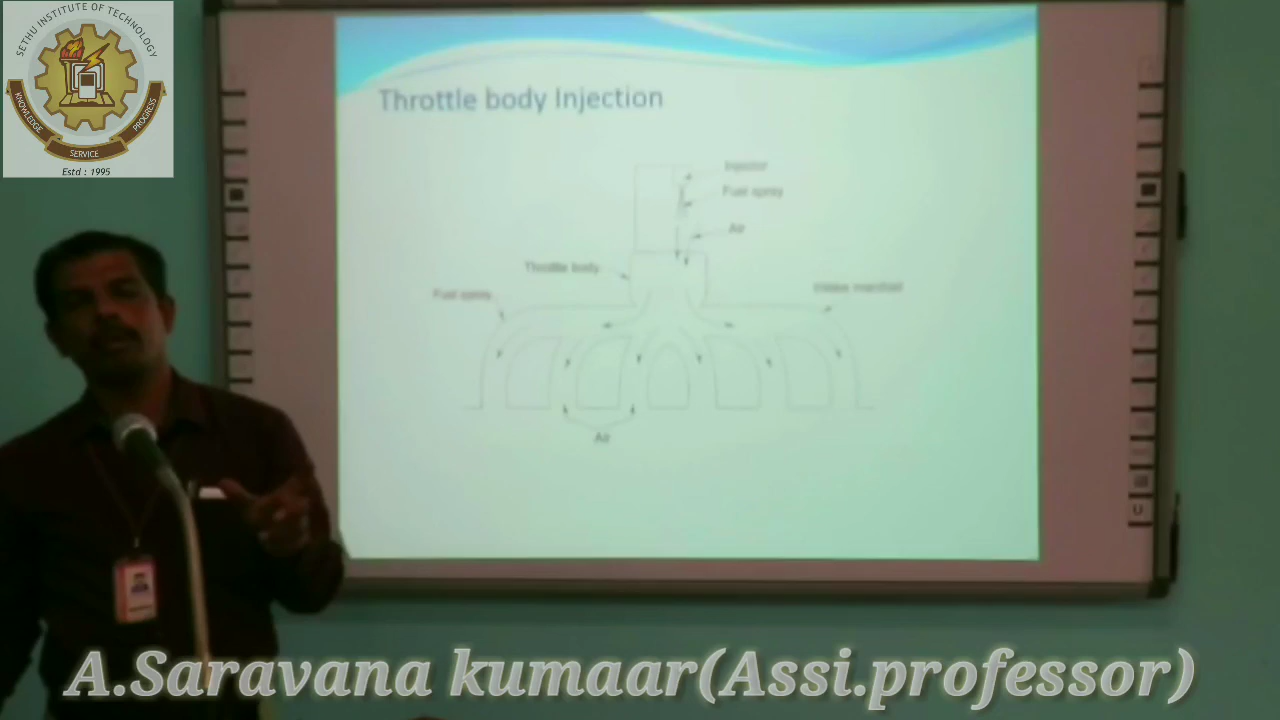 SETHU INSTITUTE OF TECHNOLOGY
KNOWLEDGE
SERVICE
PROGRESS
Estd : 1995
Throttle body Injection
Injector
Fuel spray
Air
Throttle body
Fuel spray
Intake manifold
Air
U
A.Saravana kumaar(Assi.professor)